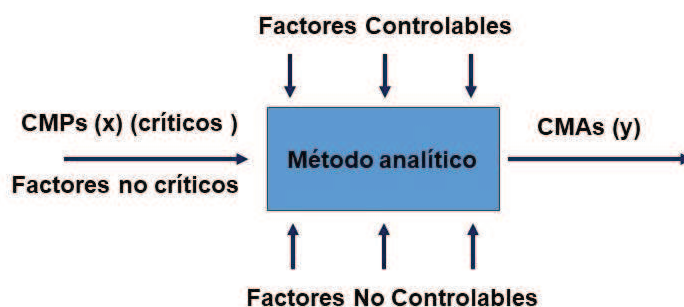 Factores Controlables
CMPs (x) (críticos )
Factores no críticos
Método analítico
CMAs (y)
Factores No Controlables